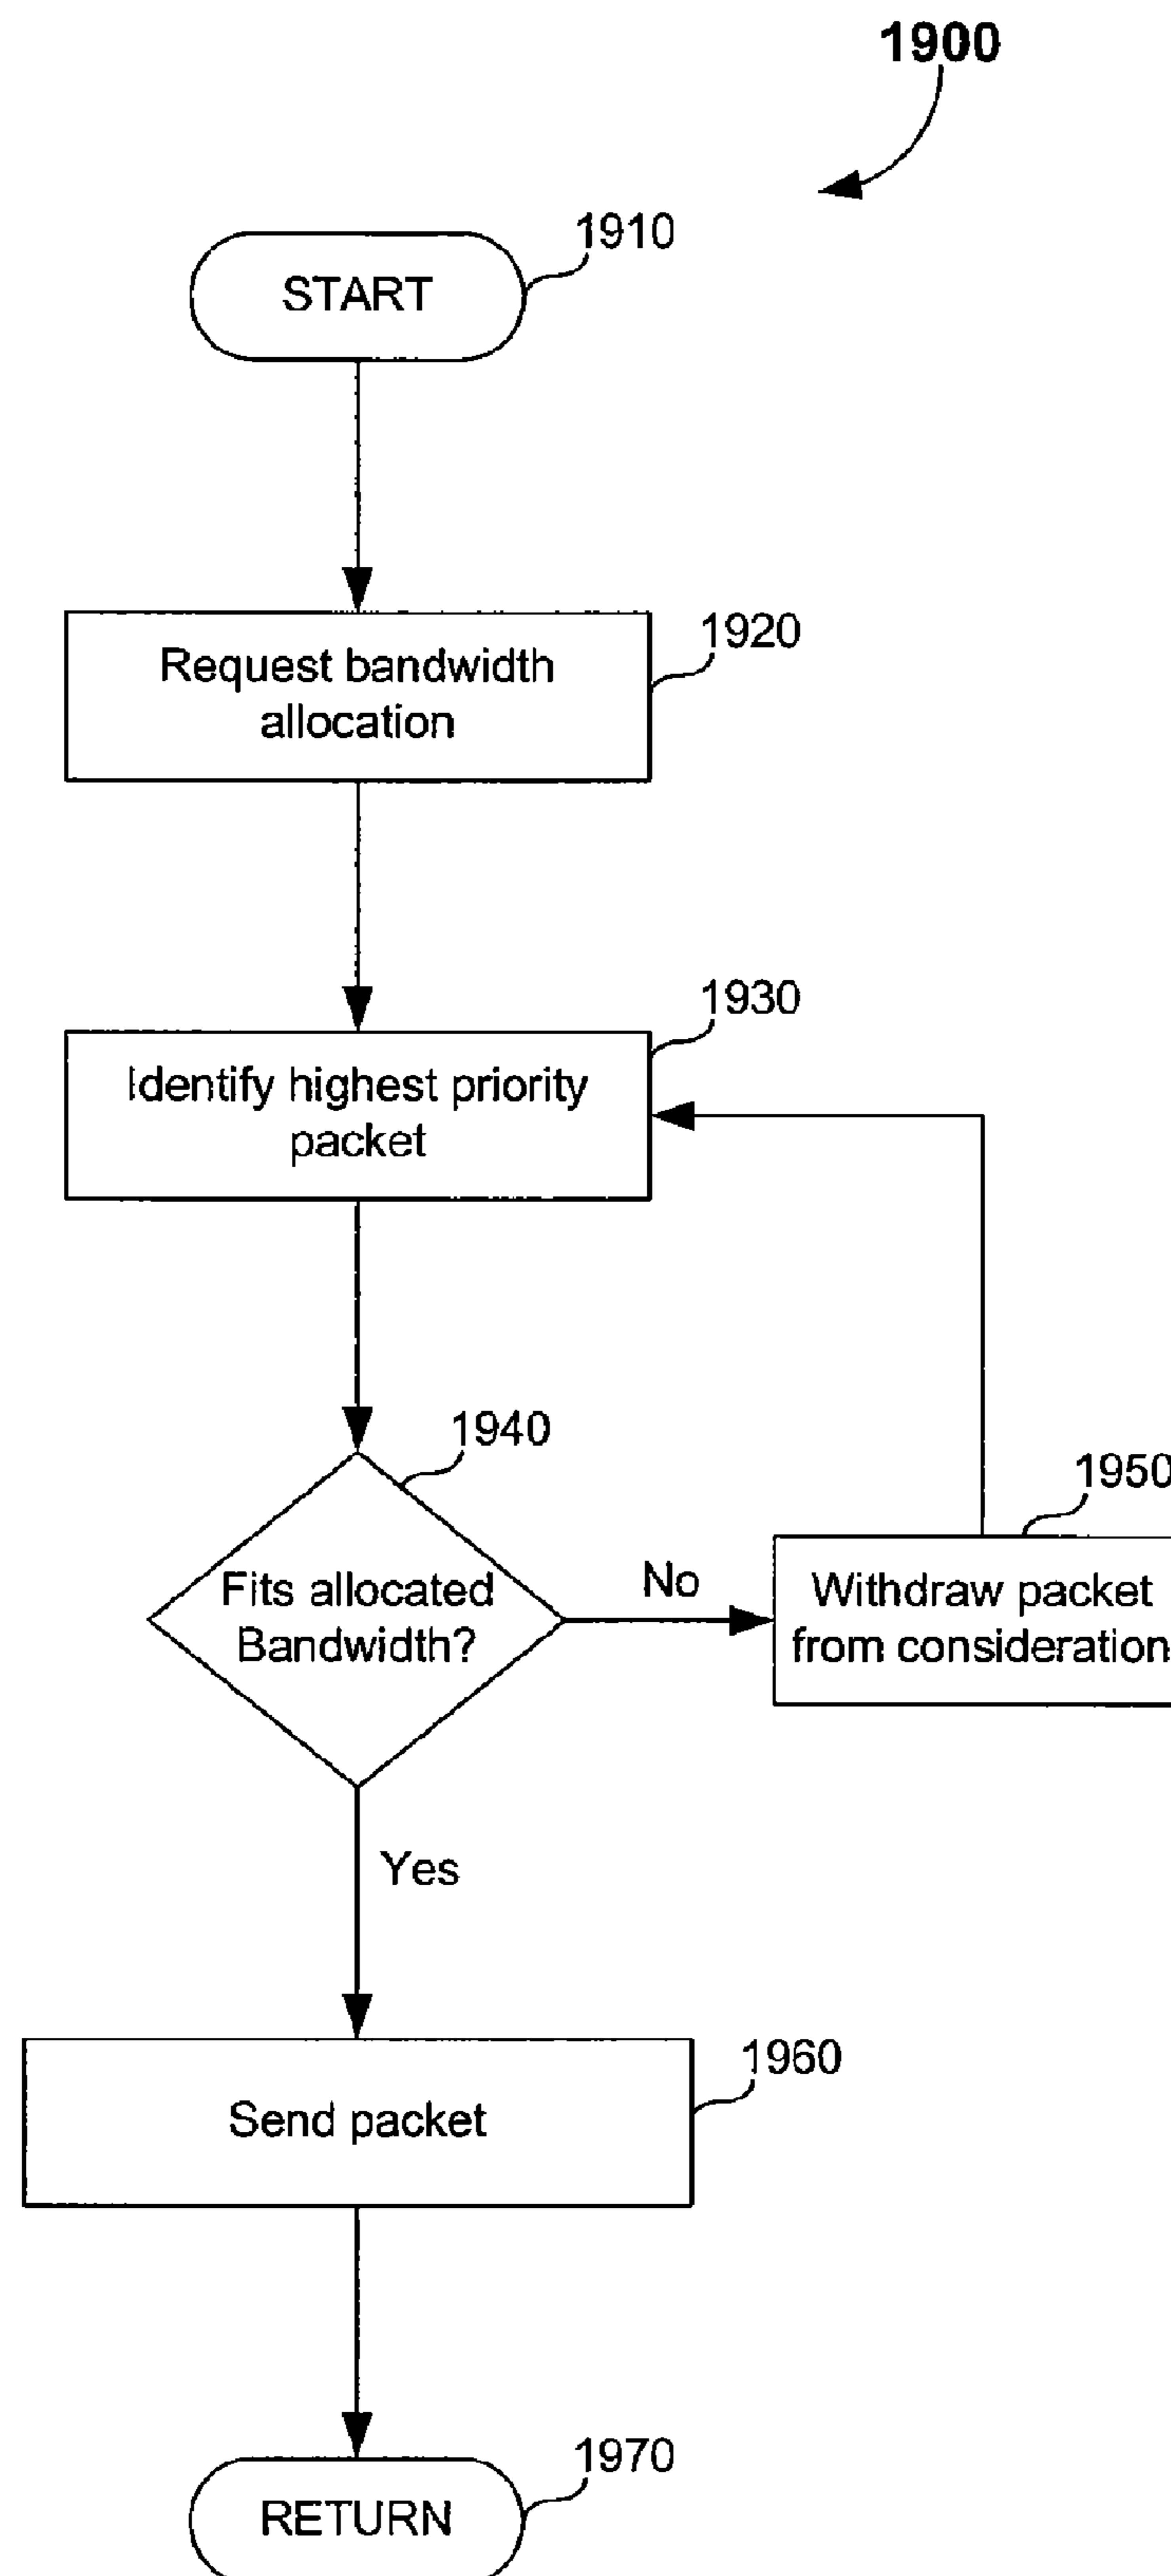 1900
1910
START
1920
Request bandwidth
allocation
1930
Identify highest priority
packet
1940
Fits allocated
Bandwidth?
No
1950
Withdraw packet
from consideration
Yes
1960
Send packet
1970
RETURN